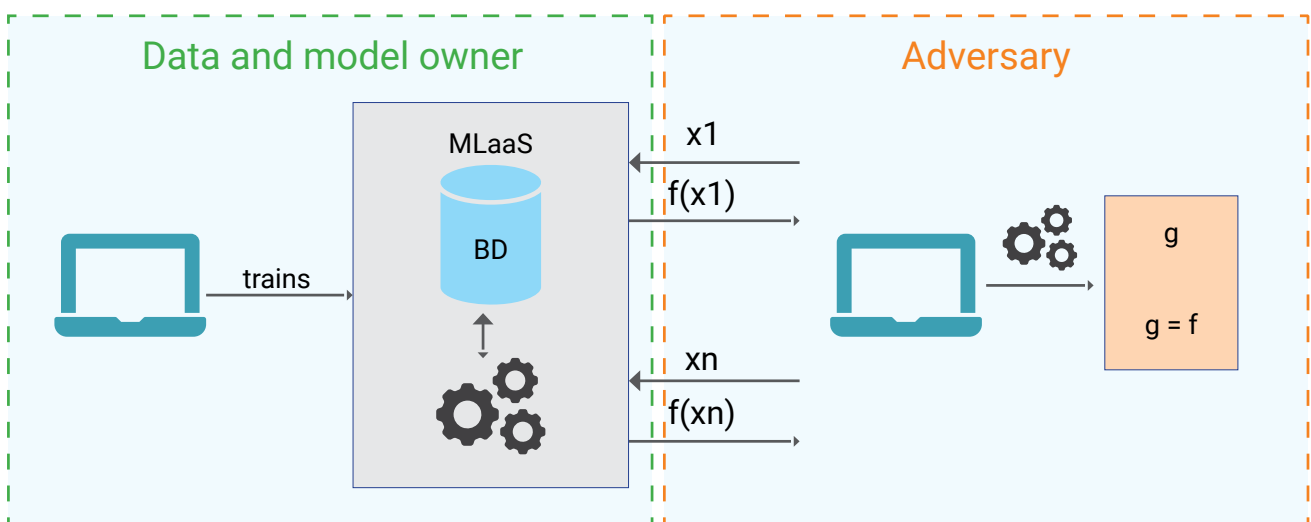 Data and model owner
Adversary
MLaaS
BD
trains
x1
f(x1)
xn
f(xn)
g
g = f